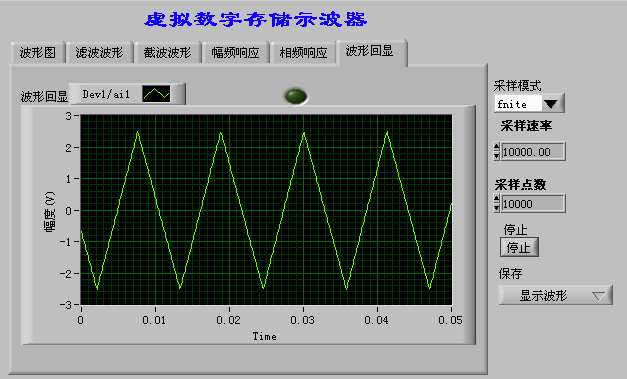 虚拟数字存储示波器
波形图 滤波波形 截波波形 幅频响应 相频响应 波形回显
波形回显 Dev1/ai1
采样模式
fnite
采样速率
10000.00
采样点数
10000
停止
停止
保存
显示波形
幅度(V)
3
2
1
0
-1
-2
-3
0 0.01 0.02 0.03 0.04 0.05
Time